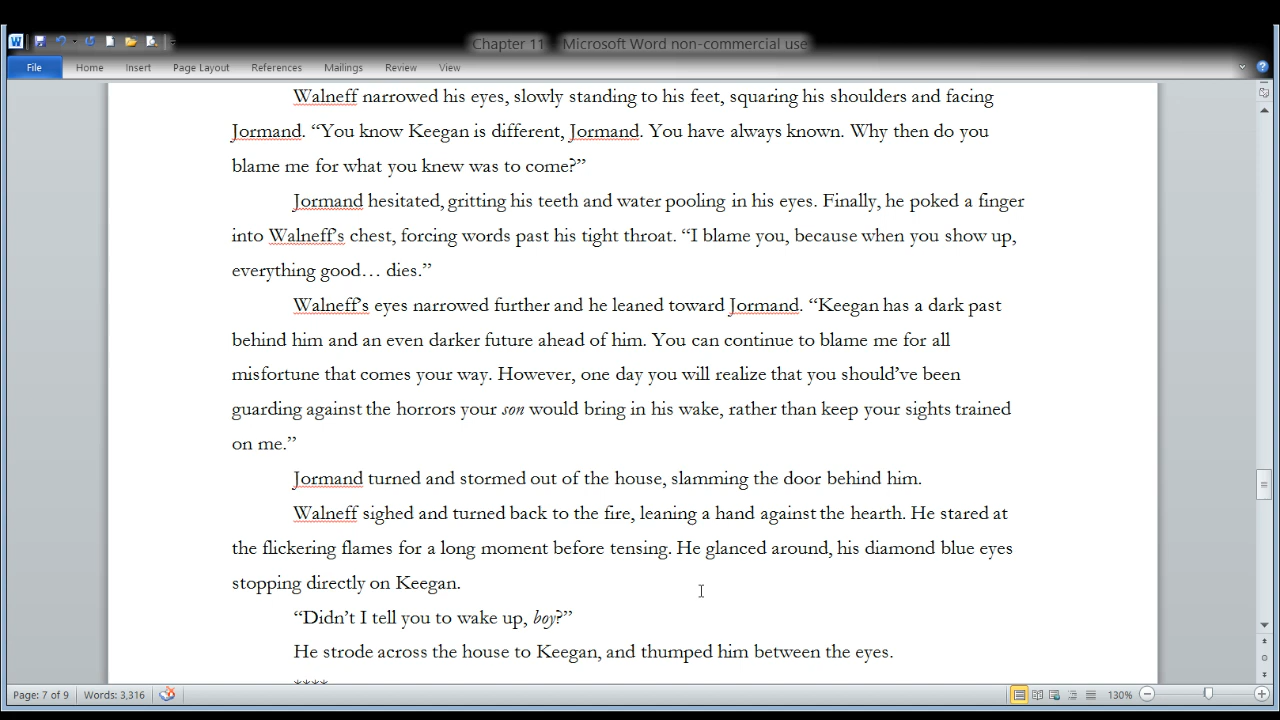 Chapter 11    Microsoft Word non-commercial use
File Home Insert Page Layout References Mailings Review View
Walneff narrowed his eyes, slowly standing to his feet, squaring his shoulders and facing
Jormand. “You know Keegan is different, Jormand. You have always known. Why then do you
blame me for what you knew was to come?”
Jormand hesitated, gritting his teeth and water pooling in his eyes. Finally, he poked a finger
into Walneff’s chest, forcing words past his tight throat. “I blame you, because when you show up,
everything good… dies.”
Walneff’s eyes narrowed further and he leaned toward Jormand. “Keegan has a dark past
behind him and an even darker future ahead of him. You can continue to blame me for all
misfortune that comes your way. However, one day you will realize that you should’ve been
guarding against the horrors your son would bring in his wake, rather than keep your sights trained
on me.”
Jormand turned and stormed out of the house, slamming the door behind him.
Walneff sighed and turned back to the fire, leaning a hand against the hearth. He stared at
the flickering flames for a long moment before tensing. He glanced around, his diamond blue eyes
stopping directly on Keegan.
“Didn’t I tell you to wake up, boy?”
He strode across the house to Keegan, and thumped him between the eyes.
****
Page: 7 of 9 Words: 3,316 130%